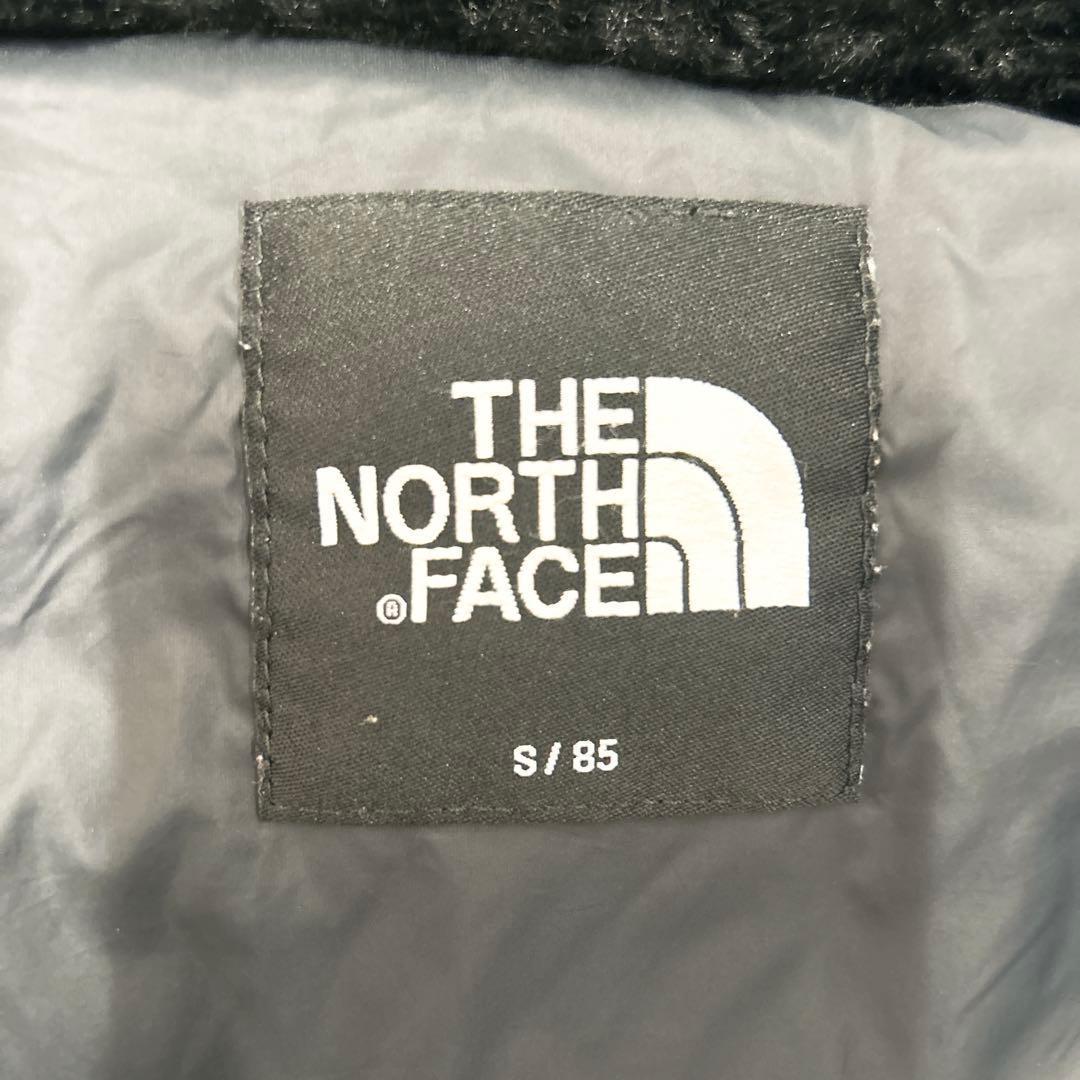 THE
NORTH
®FACE
S / 85